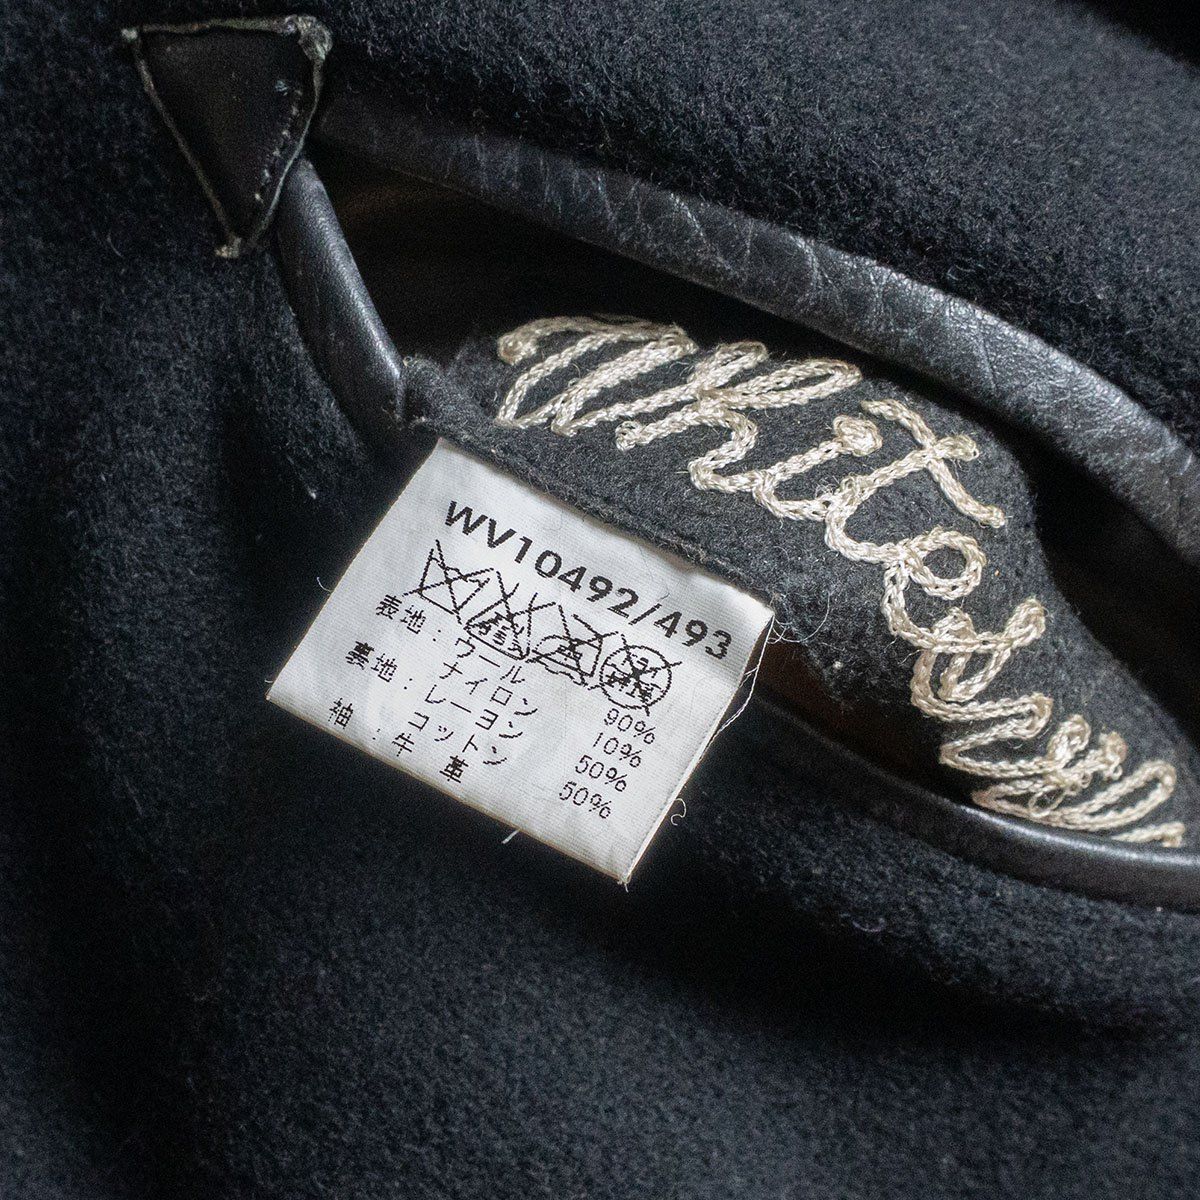 Whitesville
WV10492/493
表地：ウール 90%
ナイロン 10%
裏地：レーヨン 50%
コットン 50%
袖：牛革